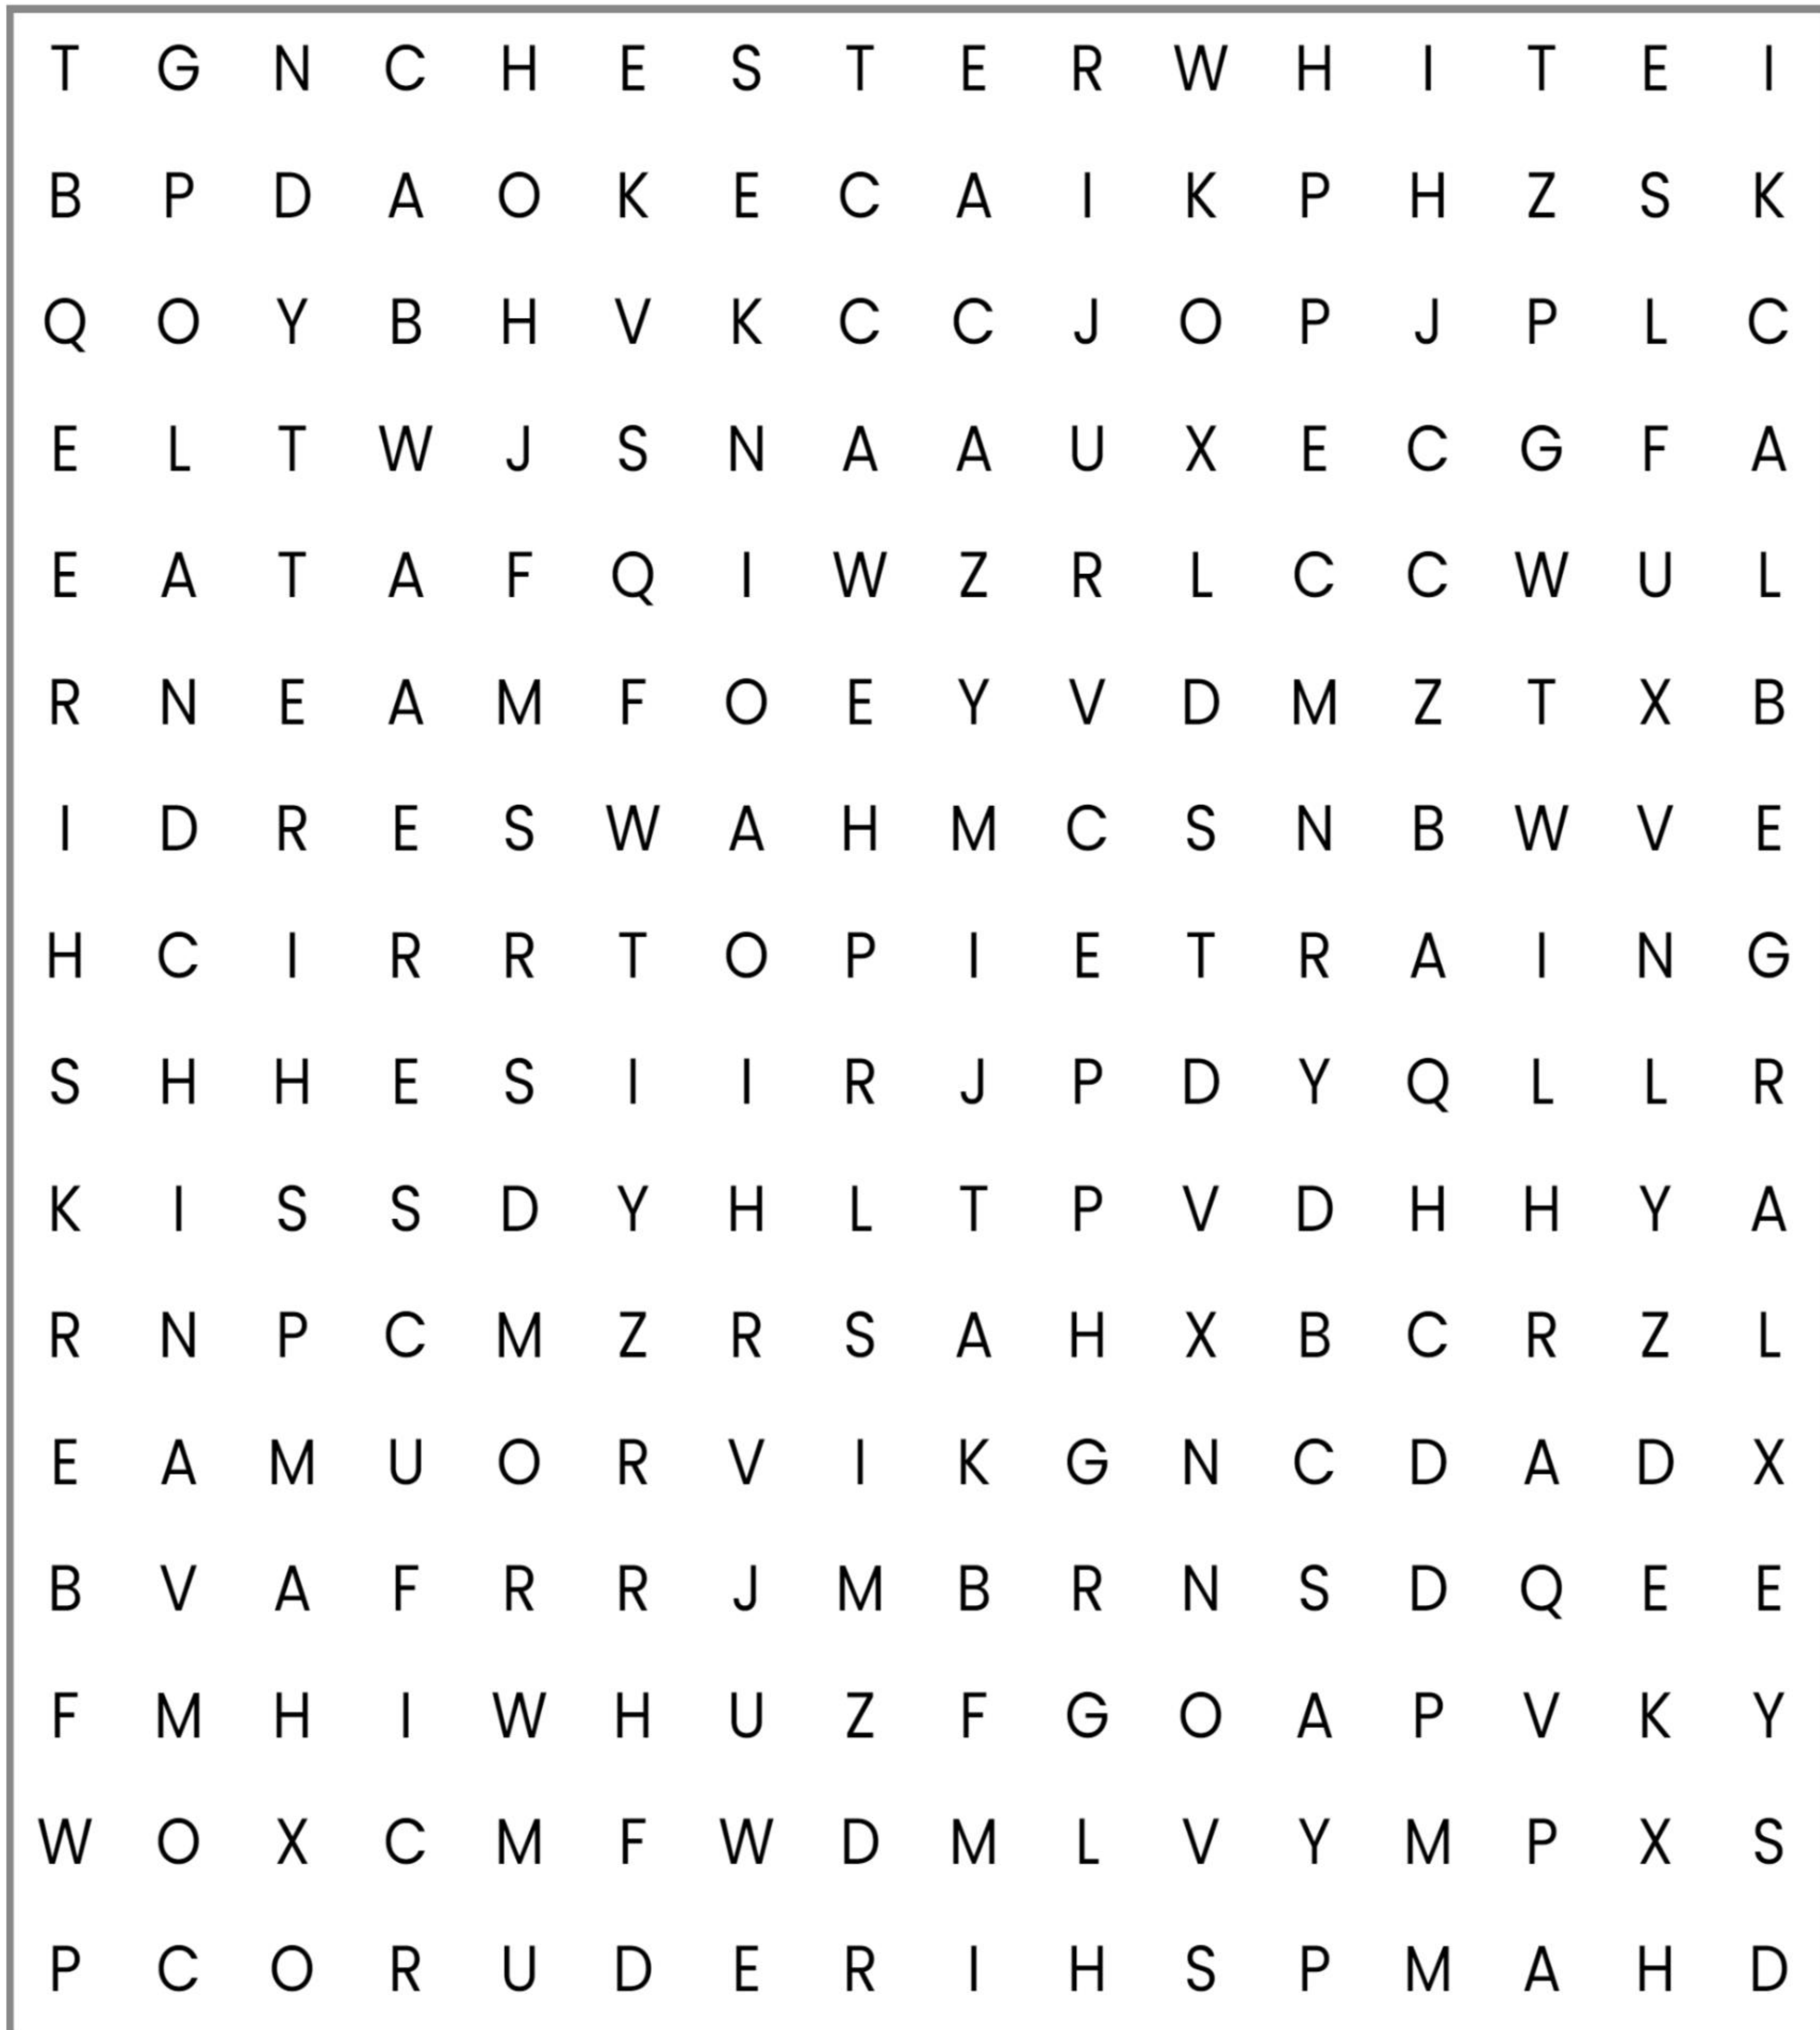 T G N C H E S T E R W H I T E I
B P D A O K E C A I K P H Z S K
Q O Y B H V K C C J O P J P L C
E L T W J S N A A U X E C G F A
E A T A F Q I W Z R L C C W U L
R N E A M F O E Y V D M Z T X B
I D R E S W A H M C S N B W V E
H C I R R T O P I E T R A I N G
S H H E S I I R J P D Y Q L L R
K I S S D Y H L T P V D H H Y A
R N P C M Z R S A H X B C R Z L
E A M U O R V I K G N C D A D X
B V A F R R J M B R N S D Q E E
F M H I W H U Z F G O A P V K Y
W O X C M F W D M L V Y M P X S
P C O R U D E R I H S P M A H D